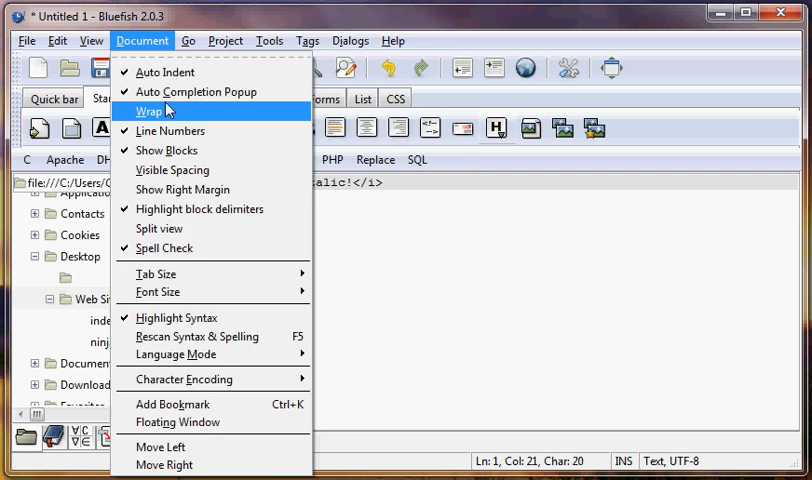 * Untitled 1 - Bluefish 2.0.3
File Edit View Document Go Project Tools Tags Dialogs Help
Quick bar List CSS
C Apache PHP Replace SQL
file:///C:/Users/
alic!</i>
Contacts
Cookies
Desktop
Web
Auto Indent
Auto Completion Popup
Wrap
Line Numbers
Show Blocks
Visible Spacing
Show Right Margin
Highlight block delimiters
Split view
Spell Check
Tab Size
Font Size
Highlight Syntax
Rescan Syntax & Spelling F5
Language Mode
Character Encoding
Add Bookmark Ctrl+K
Floating Window
Move Left
Move Right
Ln: 1, Col: 21, Char: 20 INS Text, UTF-8